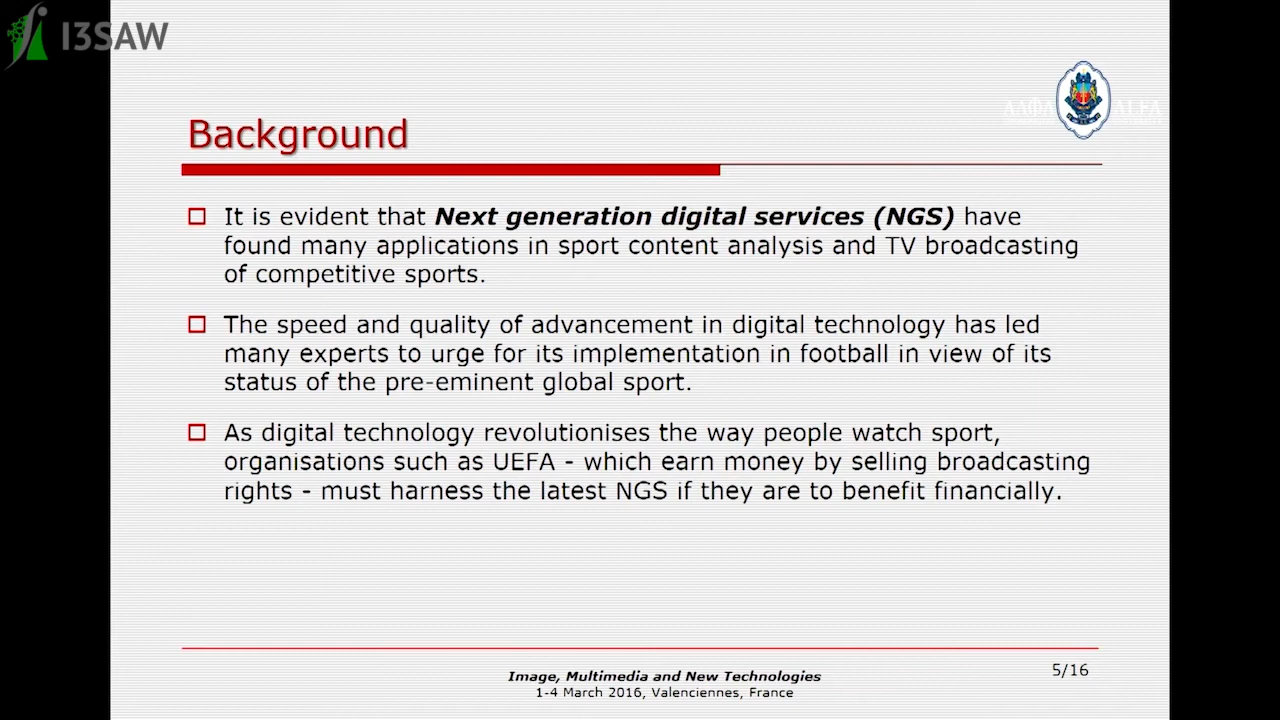 I3SAW
ΑΛΦΑ ALFA
Background
It is evident that Next generation digital services (NGS) have
found many applications in sport content analysis and TV broadcasting
of competitive sports.
The speed and quality of advancement in digital technology has led
many experts to urge for its implementation in football in view of its
status of the pre-eminent global sport.
As digital technology revolutionises the way people watch sport,
organisations such as UEFA - which earn money by selling broadcasting
rights - must harness the latest NGS if they are to benefit financially.
Image, Multimedia and New Technologies
5/16
1-4 March 2016, Valenciennes, France